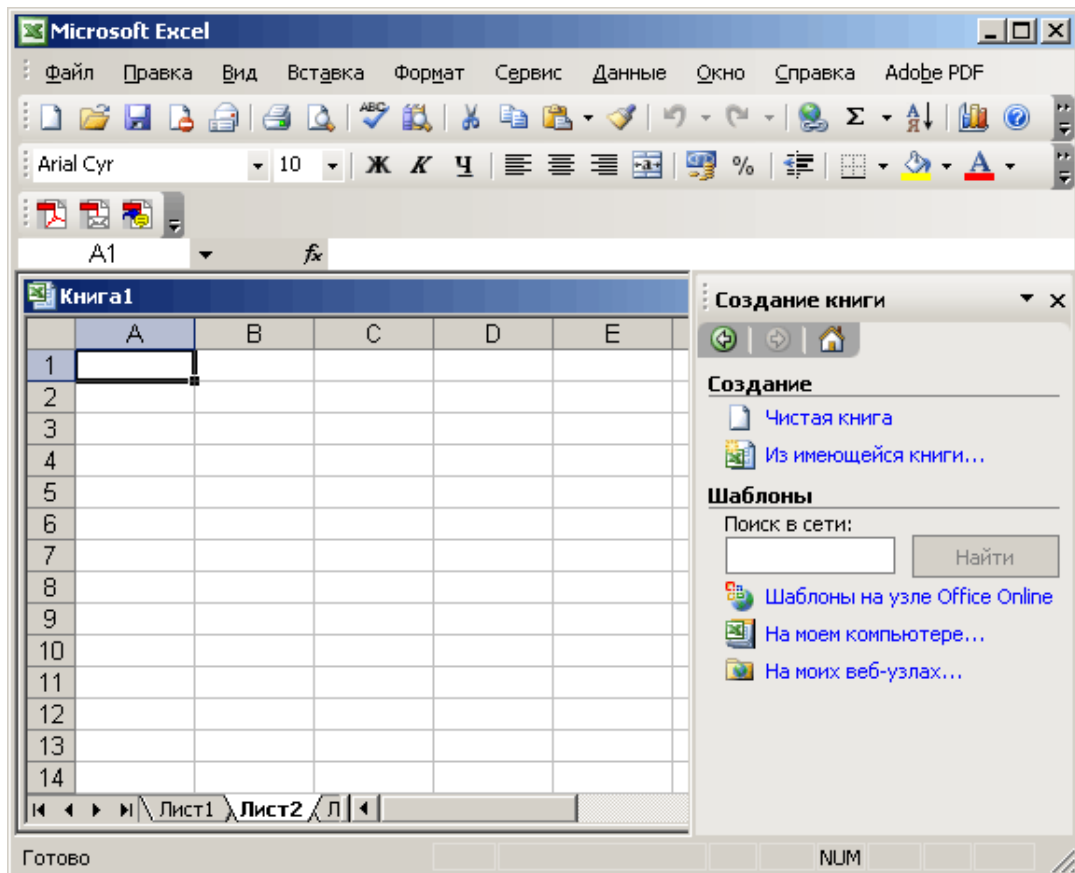 Microsoft Excel
Файл Правка Вид Вставка Формат Сервис Данные Окно Справка Adobe PDF
ABC Σ А Я
Arial Cyr 10 Ж К Ч a % А
A1 fx
Книга1
Создание книги
A B C D E
1
Создание
2
Чистая книга
3
4
Из имеющейся книги...
5
Шаблоны
6
Поиск в сети:
7
Найти
8
Шаблоны на узле Office Online
9
На моем компьютере...
10
На моих веб-узлах...
11
12
13
14
Лист1 Лист2 Л
Готово NUM